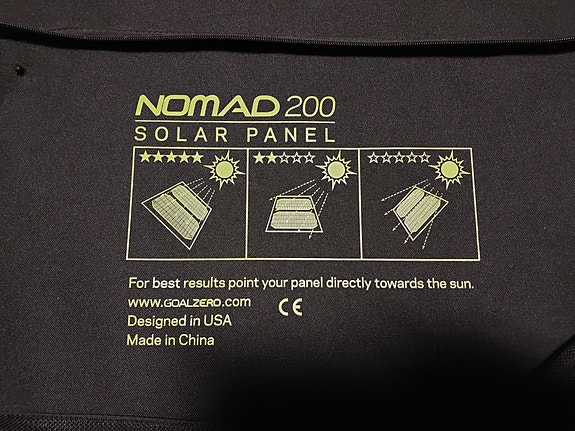 NOMAD 200
SOLAR PANEL
For best results point your panel directly towards the sun.
www.GOALZERO.com CE
Designed in USA
Made in China